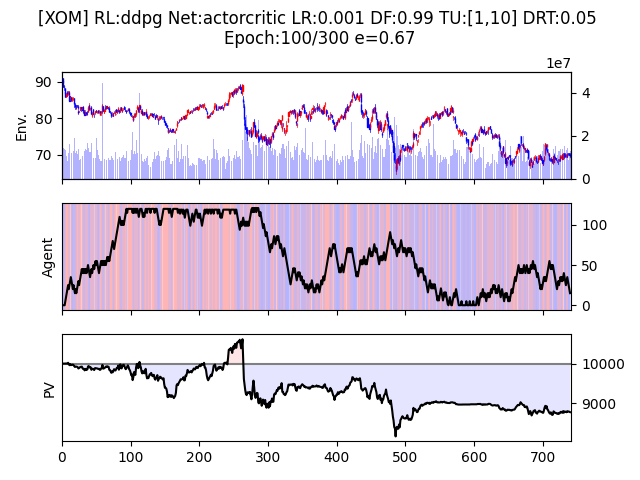 [XOM] RL:ddpg Net:actorcritic LR:0.001 DF:0.99 TU:[1,10] DRT:0.05
Epoch:100/300 e=0.67
1e7
90
80
70
Env.
4
2
0
Agent
100
50
0
PV
10000
9000
0 100 200 300 400 500 600 700